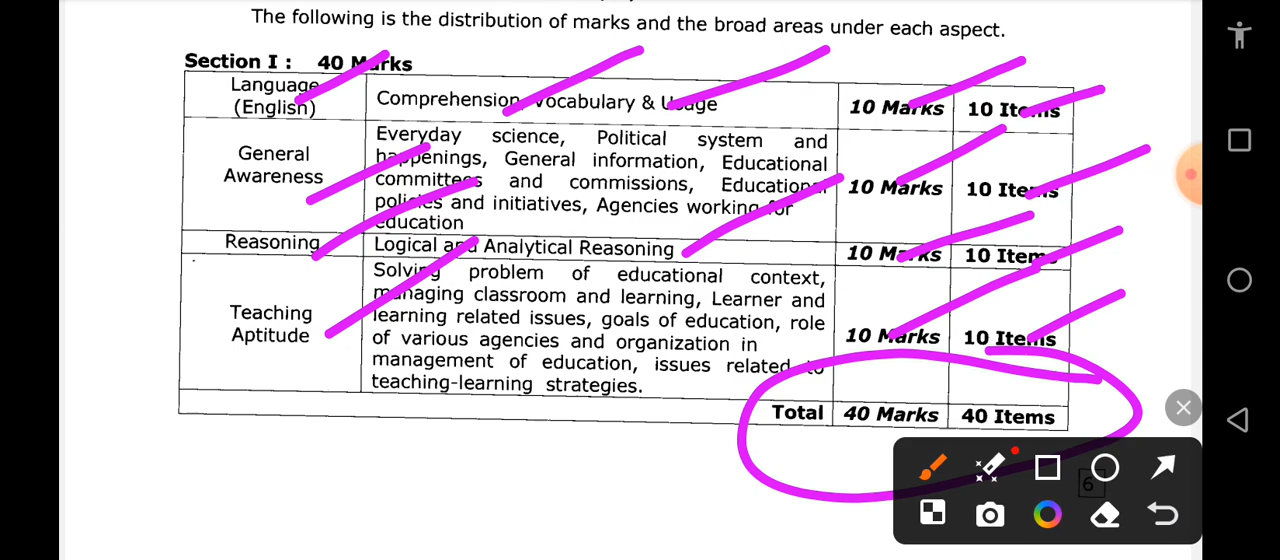 The following is the distribution of marks and the broad areas under each aspect.
Section I : 40 Marks
Language
(English)
Comprehension, Vocabulary & Usage
10 Marks
10 Items
General
Awareness
Everyday science, Political system and
happenings, General information, Educational
committees and commissions, Educational
policies and initiatives, Agencies working for
education
10 Marks
10 Items
Reasoning
Logical and Analytical Reasoning
10 Marks
10 Items
Teaching
Aptitude
Solving problem of educational context,
managing classroom and learning, Learner and
learning related issues, goals of education, role
of various agencies and organization in
management of education, issues related to
teaching-learning strategies.
10 Marks
10 Items
Total
40 Marks
40 Items
6